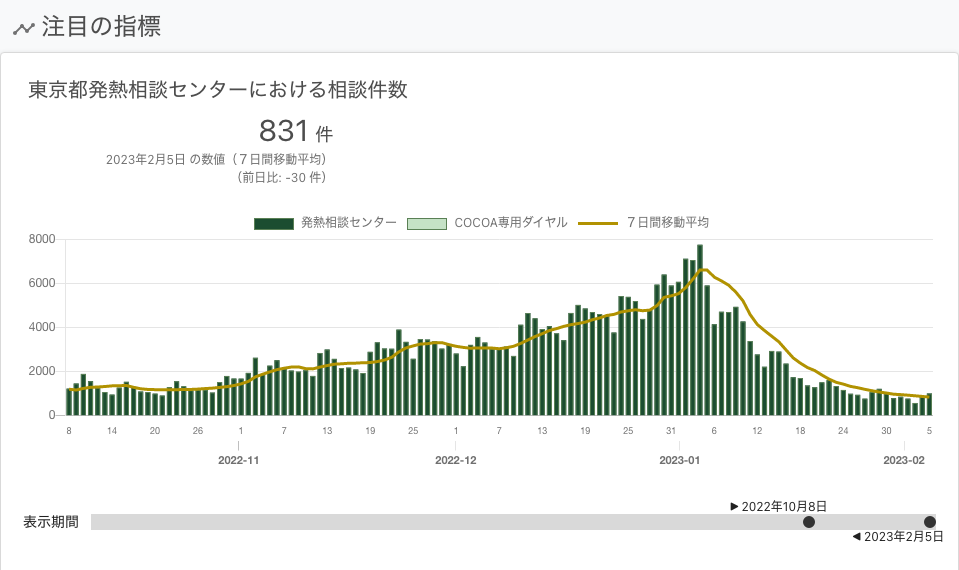 注目の指標
東京都発熱相談センターにおける相談件数
831 件
2023年2月5日 の数値（７日間移動平均）
（前日比: -30 件）
発熱相談センター COCOA専用ダイヤル ７日間移動平均
8000
6000
4000
2000
0
8 14 20 26 1 7 13 19 25 1 7 13 19 25 31 6 12 18 24 30 5
2022-11 2022-12 2023-01 2023-02
2022年10月8日
表示期間
2023年2月5日